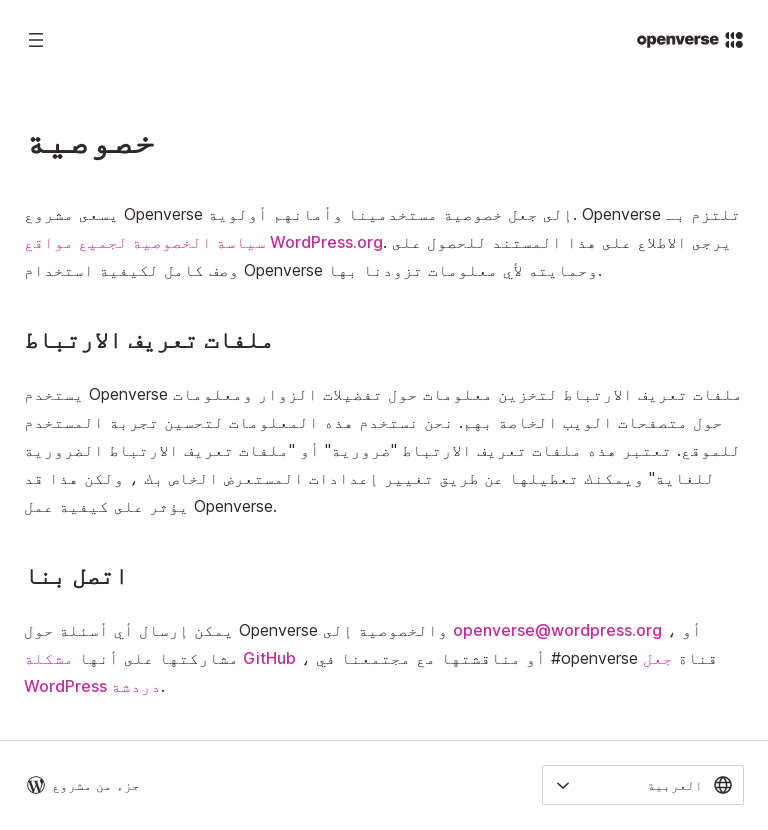 openverse
خصوصية
يسعى مشروع Openverse إلى جعل خصوصية مستخدمينا وأمانهم أولوية. Openverse تلتزم بـ
سياسة الخصوصية لجميع مواقع WordPress.org. يرجى الاطلاع على هذا المستند للحصول على
وصف كامل لكيفية استخدام Openverse وحمايته لأي معلومات تزودنا بها.
ملفات تعريف الارتباط
يستخدم Openverse ملفات تعريف الارتباط لتخزين معلومات حول تفضيلات الزوار ومعلومات
حول متصفحات الويب الخاصة بهم. نحن نستخدم هذه المعلومات لتحسين تجربة المستخدم
للموقع. تعتبر هذه ملفات تعريف الارتباط "ضرورية" أو "ملفات تعريف الارتباط الضرورية
للغاية" ويمكنك تعطيلها عن طريق تغيير إعدادات المستعرض الخاص بك ، ولكن هذا قد
يؤثر على كيفية عمل Openverse.
اتصل بنا
يمكن إرسال أي أسئلة حول Openverse والخصوصية إلى openverse@wordpress.org ، أو
مشاركتها على أنها مشكلة GitHub ، أو مناقشتها مع مجتمعنا في #openverse قناة جعل
WordPress دردشة.
جزء من مشروع
العربية